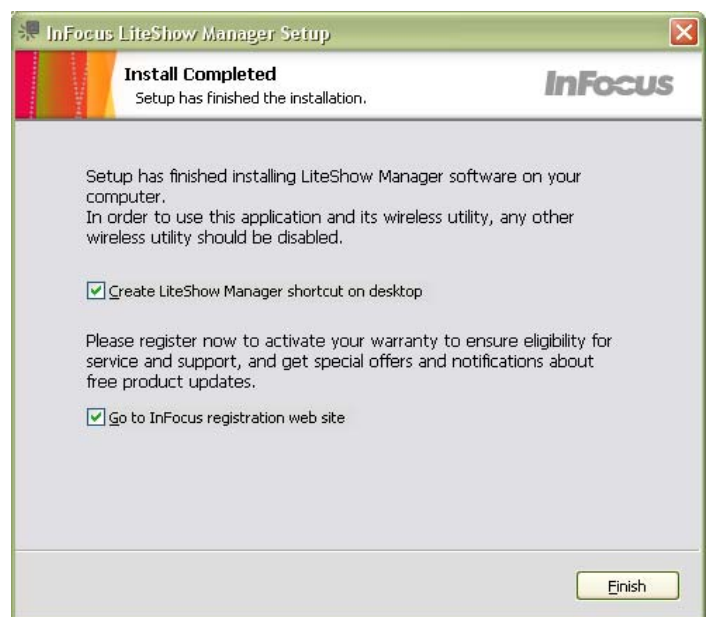 InFocus LiteShow Manager Setup
Install Completed
Setup has finished the installation.
InFocus
Setup has finished installing LiteShow Manager software on your
computer.
In order to use this application and its wireless utility, any other
wireless utility should be disabled.
Create LiteShow Manager shortcut on desktop
Please register now to activate your warranty to ensure eligibility for
service and support, and get special offers and notifications about
free product updates.
Go to InFocus registration web site
Finish